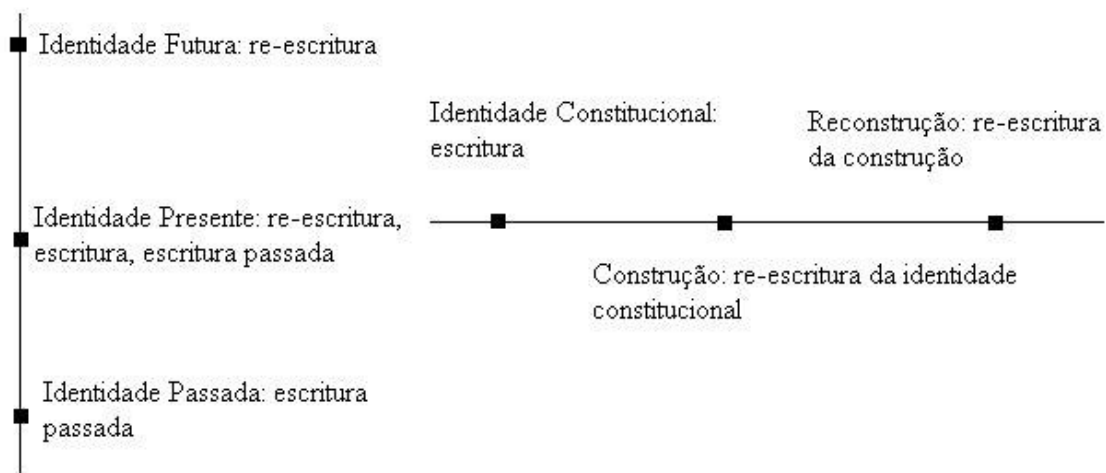 Identidade Futura: re-escritura
Identidade Constitucional:
escritura
Reconstrução: re-escritura
da construção
Identidade Presente: re-escritura,
escritura, escritura passada
Construção: re-escritura da identidade
constitucional
Identidade Passada: escritura
passada